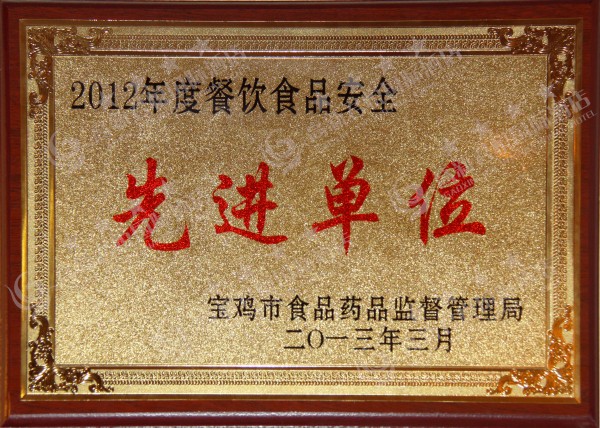 2012年度餐饮食品安全
先进单位
宝鸡市食品药品监督管理局
二〇一三年三月